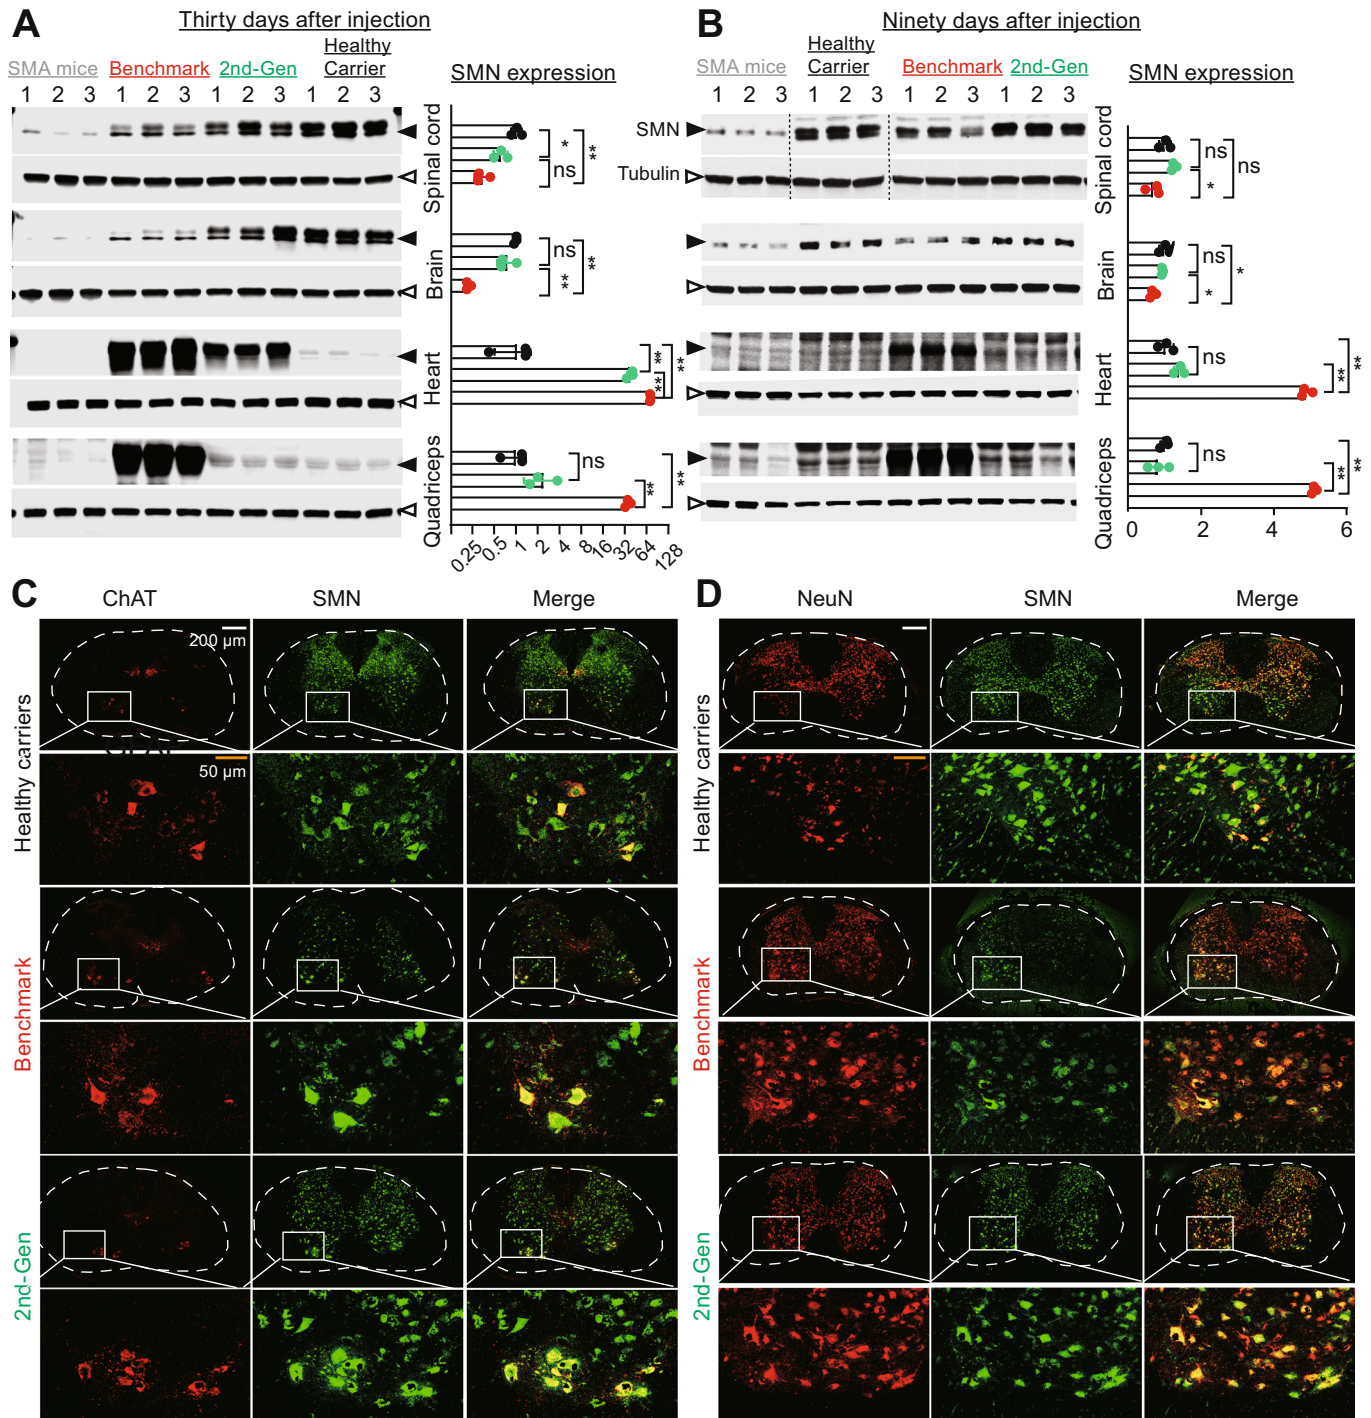 A
Thirty days after injection
SMA mice Benchmark 2nd-Gen Healthy Carrier
1 2 3 1 2 3 1 2 3 1 2 3
SMN expression
Spinal cord
* ns **
Brain
ns ** **
Heart
** ** **
Quadriceps
ns ** **
0.25 0.5 1 2 4 8 16 32 64 128
B
Ninety days after injection
SMA mice Healthy Carrier Benchmark 2nd-Gen
1 2 3 1 2 3 1 2 3 1 2 3
SMN expression
SMN
Tubulin
Spinal cord
ns * ns
Brain
ns * *
Heart
ns ** **
Quadriceps
ns ** **
0 2 4 6
C
ChAT SMN Merge
200 µm
50 µm
Healthy carriers
Benchmark
2nd-Gen
D
NeuN SMN Merge
Healthy carriers
Benchmark
2nd-Gen